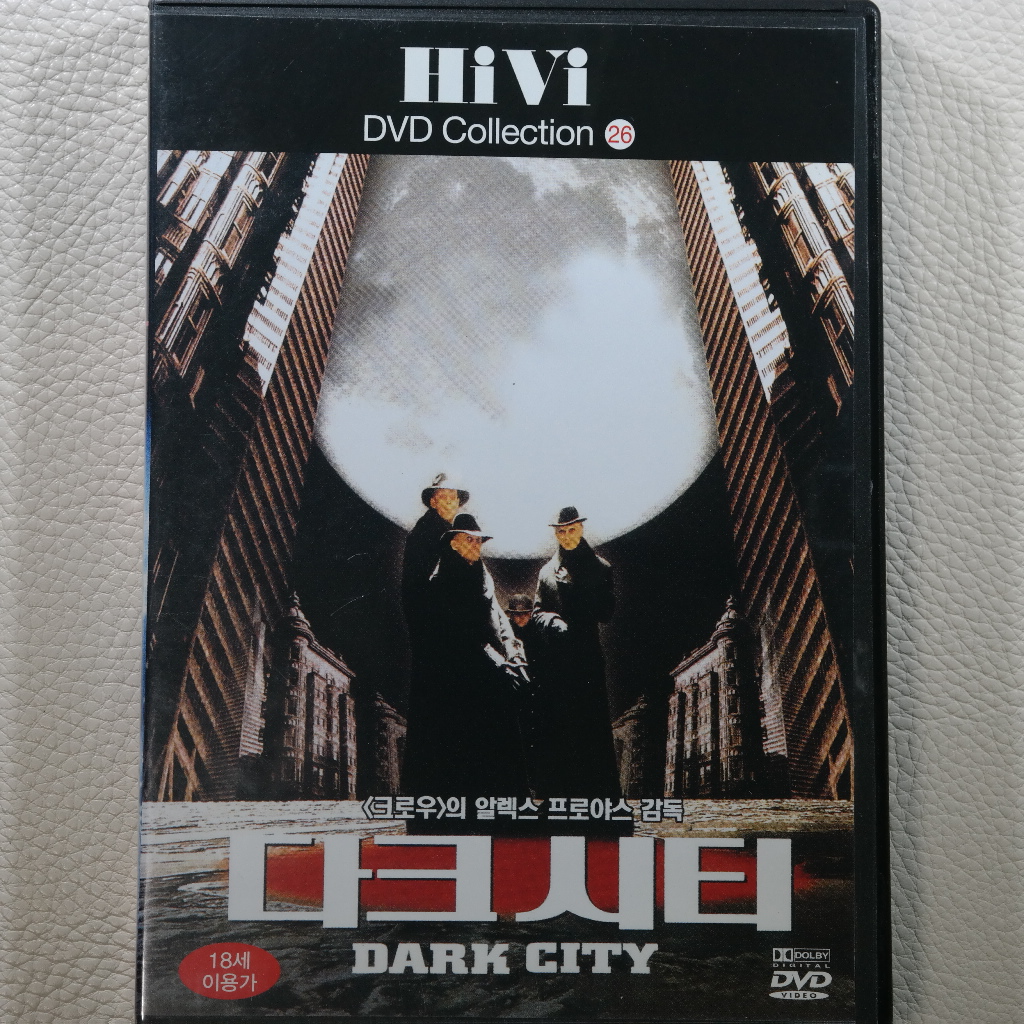 HiVi
DVD Collection 26
〈크로우〉의 알렉스 프로야스 감독
다크 시티
DARK CITY
18세
이용가
DOLBY
DIGITAL
DVD
VIDEO